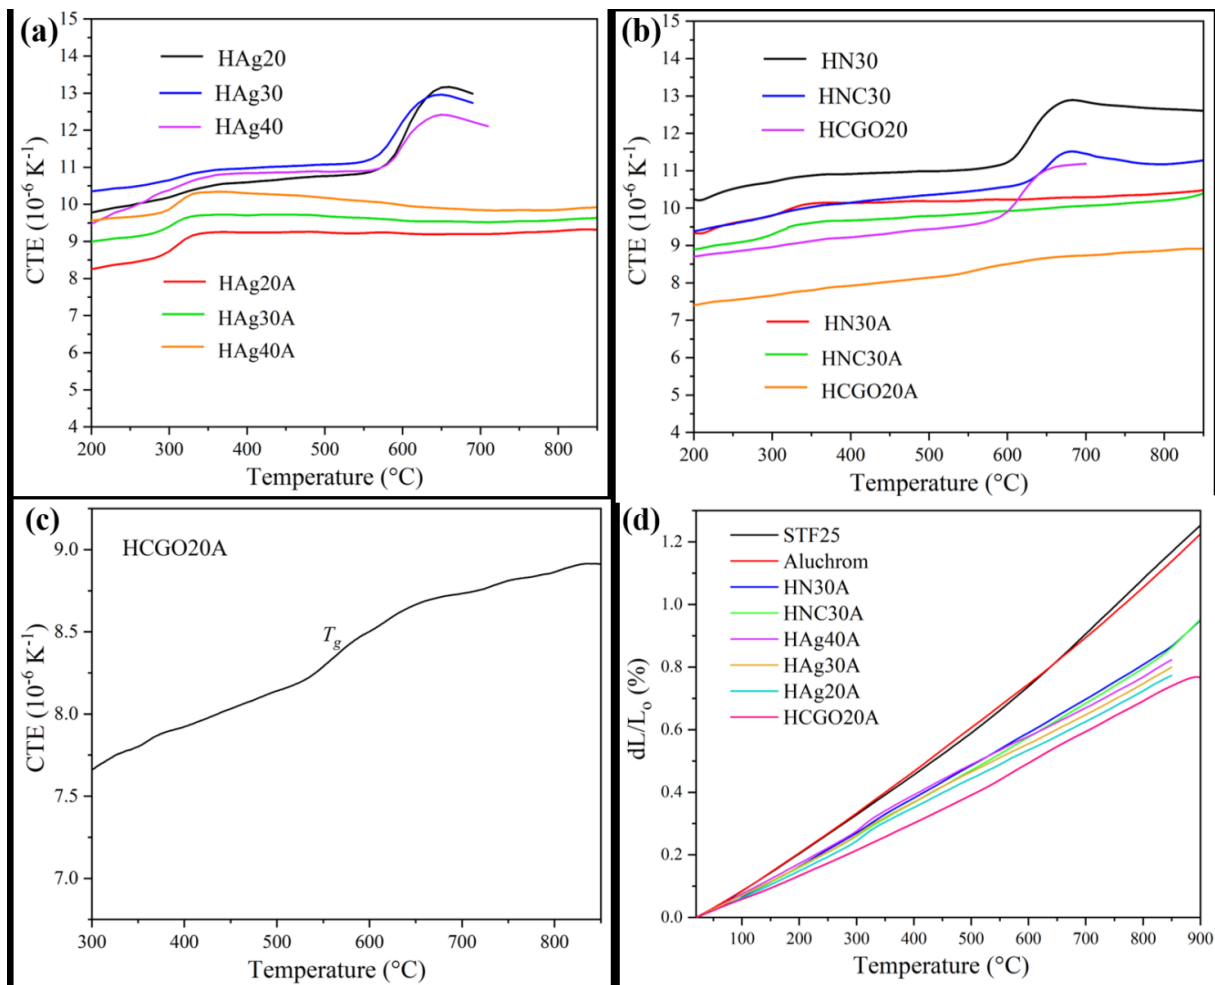 (a)
15
14
13
12
11
10
9
8
7
6
5
4
CTE (10⁻⁶ K⁻¹)
HAg20
HAg30
HAg40
HAg20A
HAg30A
HAg40A
200 300 400 500 600 700 800
Temperature (°C)
(b)
15
14
13
12
11
10
9
8
7
6
5
4
CTE (10⁻⁶ K⁻¹)
HN30
HNC30
HCGO20
HN30A
HNC30A
HCGO20A
200 300 400 500 600 700 800
Temperature (°C)
(c)
HCGO20A
9.0
8.5
8.0
7.5
7.0
CTE (10⁻⁶ K⁻¹)
Tg
300 400 500 600 700 800
Temperature (°C)
(d)
1.2
1.0
0.8
0.6
0.4
0.2
0.0
dL/Lo (%)
STF25
Aluchrom
HN30A
HNC30A
HAg40A
HAg30A
HAg20A
HCGO20A
100 200 300 400 500 600 700 800 900
Temperature (°C)